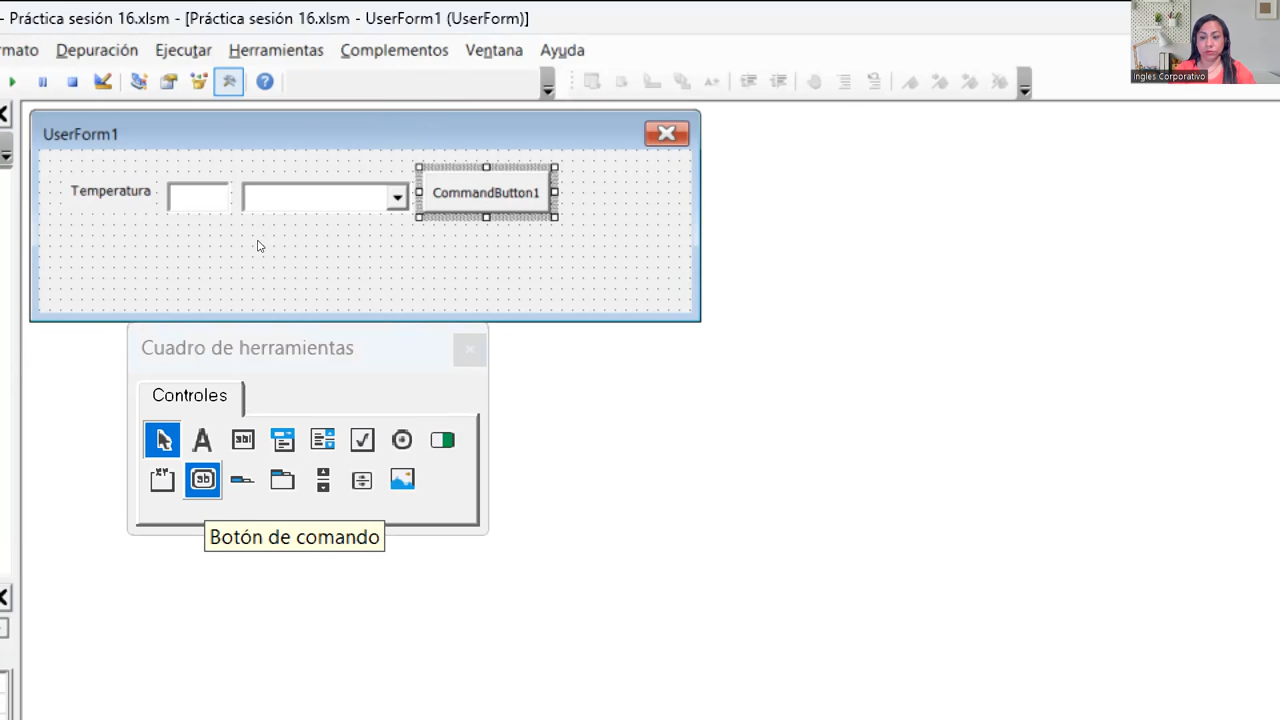 - Práctica sesión 16.xlsm - [Práctica sesión 16.xlsm - UserForm1 (UserForm)]
rmato Depuración Ejecutar Herramientas Complementos Ventana Ayuda
Ingles Corporativo
UserForm1
Temperatura
CommandButton1
Cuadro de herramientas
Controles
Botón de comando